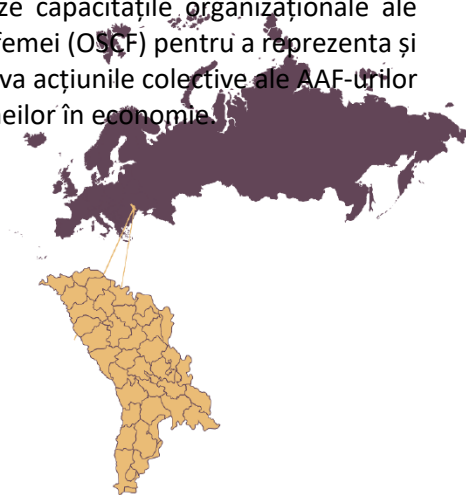 ze capacitățile organizaționale ale
femei (OSCF) pentru a reprezenta și
va acțiunile colective ale AAF-urilor
eilor în economie.